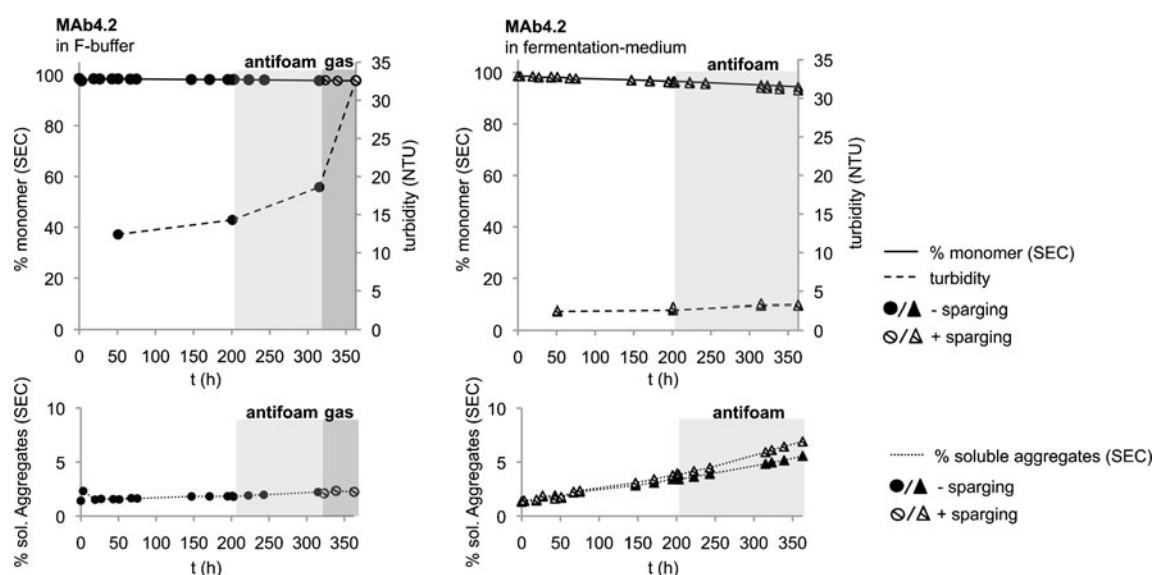 MAb4.2
in F-buffer
antifoam gas
% monomer (SEC)
100
80
60
40
20
0
turbidity (NTU)
35
30
25
20
15
10
5
0
0 50 100 150 200 250 300 350
t (h)
MAb4.2
in fermentation-medium
antifoam
% monomer (SEC)
100
80
60
40
20
0
turbidity (NTU)
35
30
25
20
15
10
5
0
0 50 100 150 200 250 300 350
t (h)
% monomer (SEC)
turbidity
●/▲ - sparging
⦸/◬ + sparging
antifoam gas
% sol. Aggregates (SEC)
10
5
0
0 50 100 150 200 250 300 350
t (h)
antifoam
% sol. Aggregates (SEC)
10
5
0
0 50 100 150 200 250 300 350
t (h)
% soluble aggregates (SEC)
●/▲ - sparging
⦸/◬ + sparging